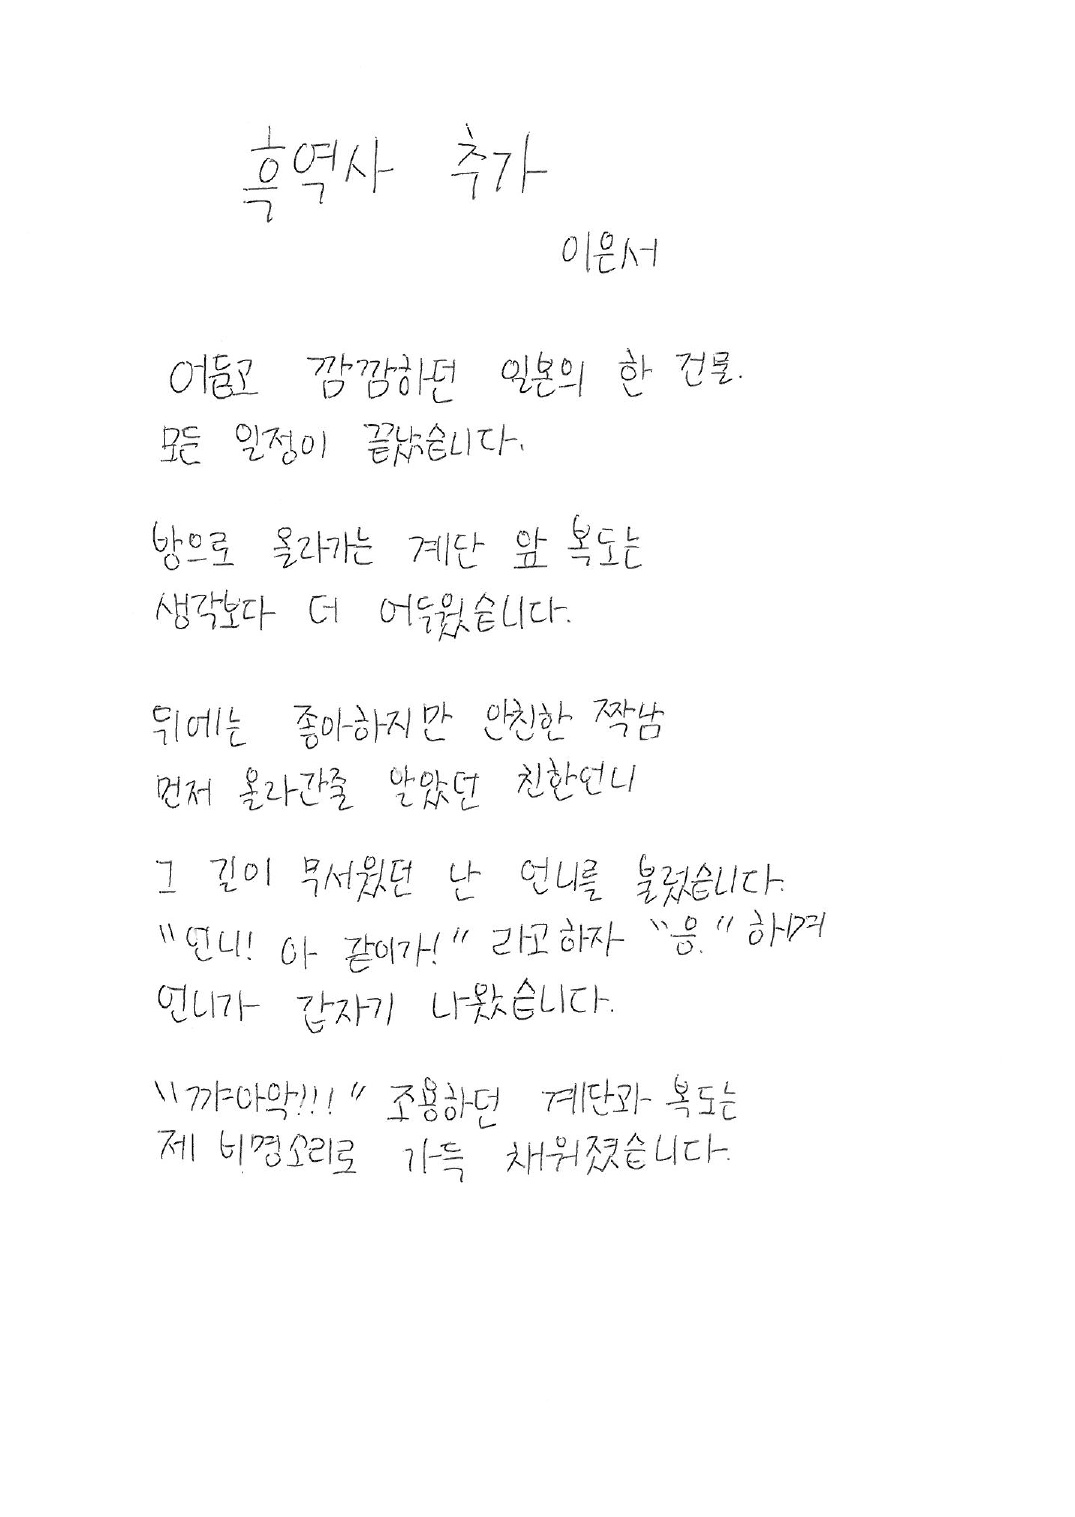 흑역사 추가
이은서
어둡고 깜깜하던 일본의 한 건물.
모든 일정이 끝났습니다.
방으로 올라가는 계단 앞 복도는
생각보다 더 어두웠습니다.
뒤에는 좋아하지만 안친한 짝남
먼저 올라간줄 알았던 친한언니
그 길이 무서웠던 난 언니를 불렀습니다.
"언니! 아 같이가!" 라고하자 "응." 하며
언니가 갑자기 나왔습니다.
"꺄아악!!!" 조용하던 계단과 복도는
제 비명소리로 가득 채워졌습니다.